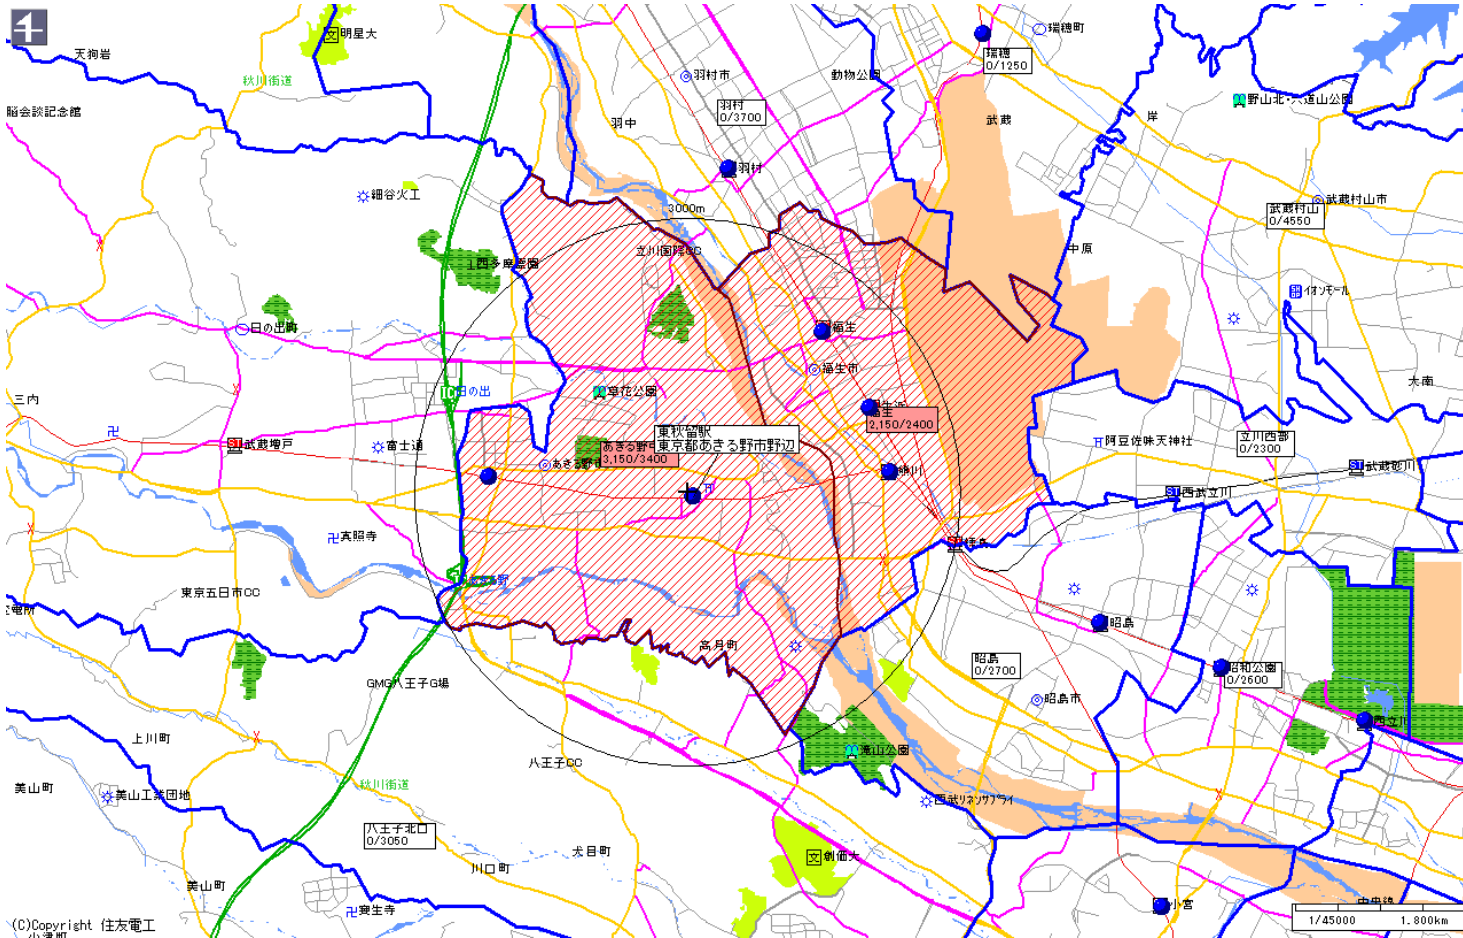 4
明星大
天狗岩
秋川街道
脳会談記念館
細谷火工
日の出町
三内
武蔵増戸
富士通
日の出
真照寺
東京五日市CC
GMG八王子G場
上川町
美山町
美山工業団地
秋川街道
八王子北口
0/3050
川口町
美山町
犬目町
八王子CC
宝生寺
(C)Copyright 住友電工
羽村市
羽村
0/3700
羽中
羽村
動物公園
瑞穂町
瑞穂
0/1250
武蔵
岸
野山北・六道山公園
武蔵村山市
武蔵村山
0/4550
中原
イオンモール
大南
3000m
立川国際CC
西多摩霊園
草花公園
福生
福生市
福生
2,150/2400
東秋留駅
東京都あきる野市野辺
3,150/3400
阿豆佐味天神社
立川西部
0/2300
武蔵砂川
西武立川
昭島
昭和公園
0/2600
西立川
昭島
0/2700
昭島市
高月町
滝山公園
西武リネンサプライ
創価大
小宮
中央線
1/45000
1.800km